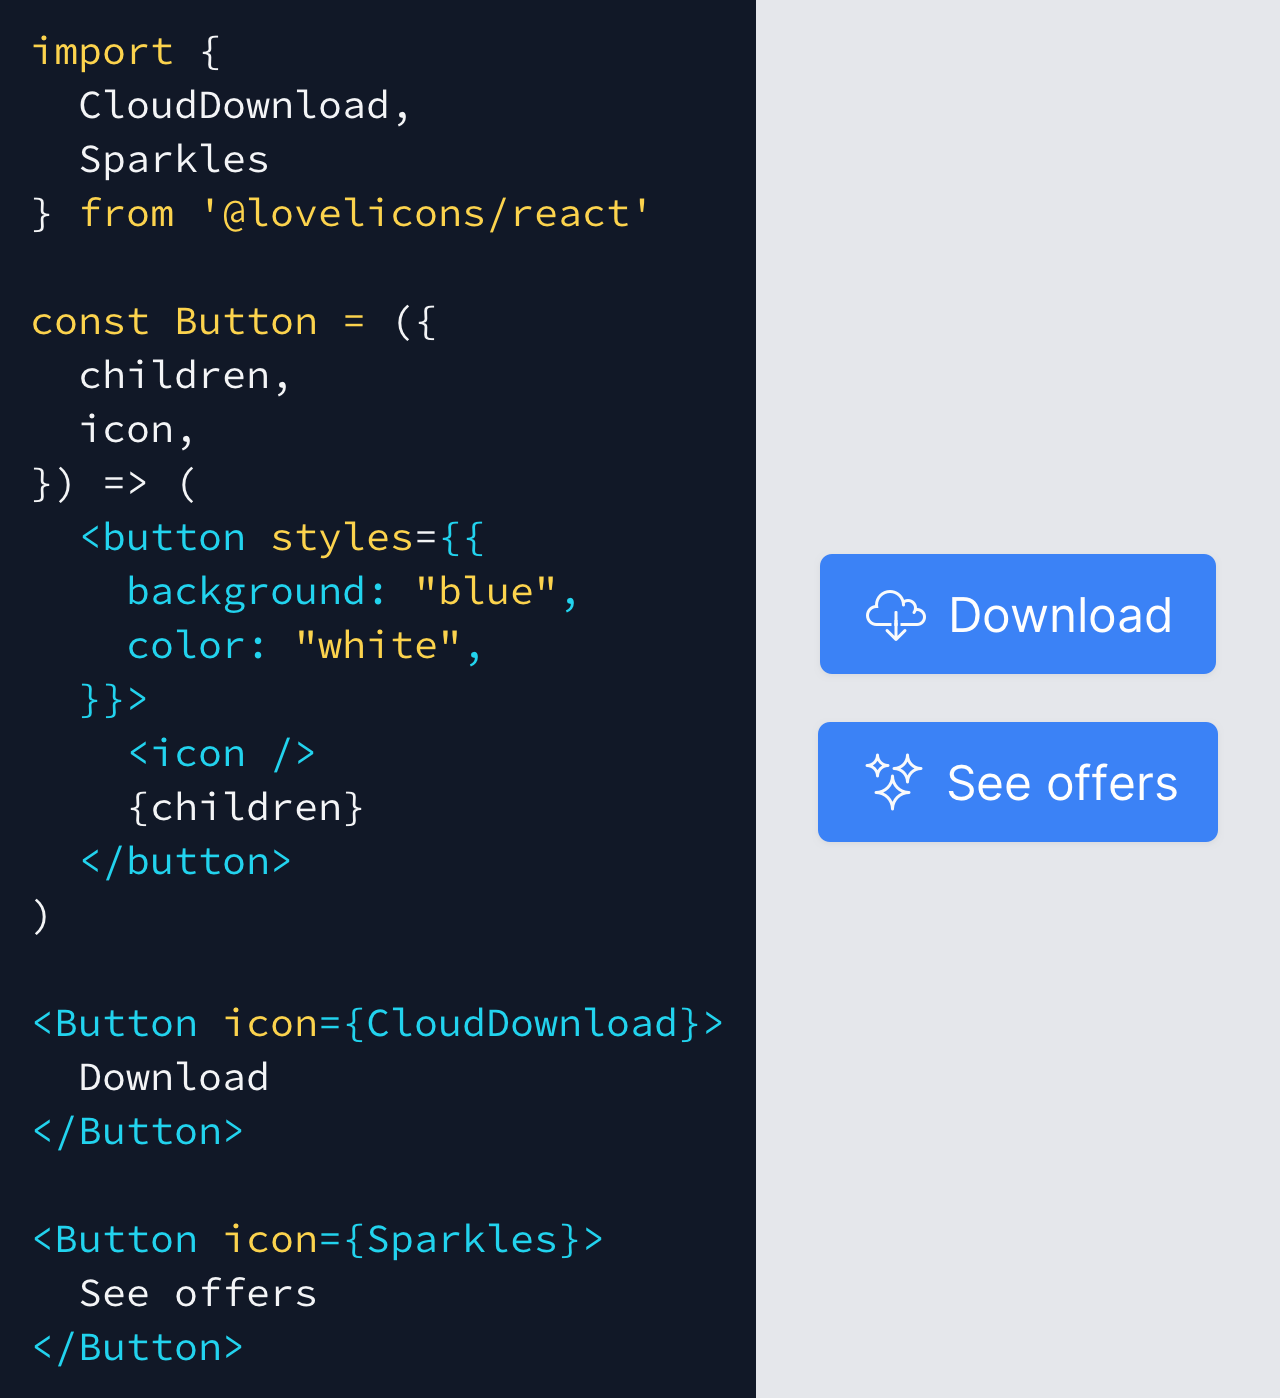 import {
  CloudDownload,
  Sparkles
} from '@lovelicons/react'

const Button = ({
  children,
  icon,
}) => (
  <button styles={{
    background: "blue",
    color: "white",
  }}>
    <icon />
    {children}
  </button>
)

<Button icon={CloudDownload}>
  Download
</Button>

<Button icon={Sparkles}>
  See offers
</Button>
Download
See offers